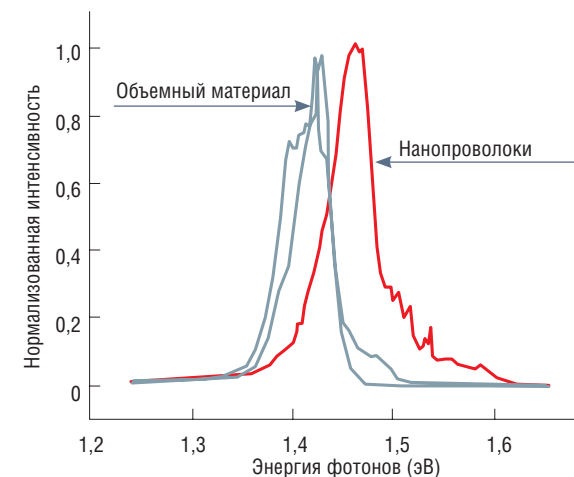 Нормализованная интенсивность
1,0
0,8
0,6
0,4
0,2
0
Объемный материал
Нанопроволоки
1,2 1,3 1,4 1,5 1,6
Энергия фотонов (эВ)